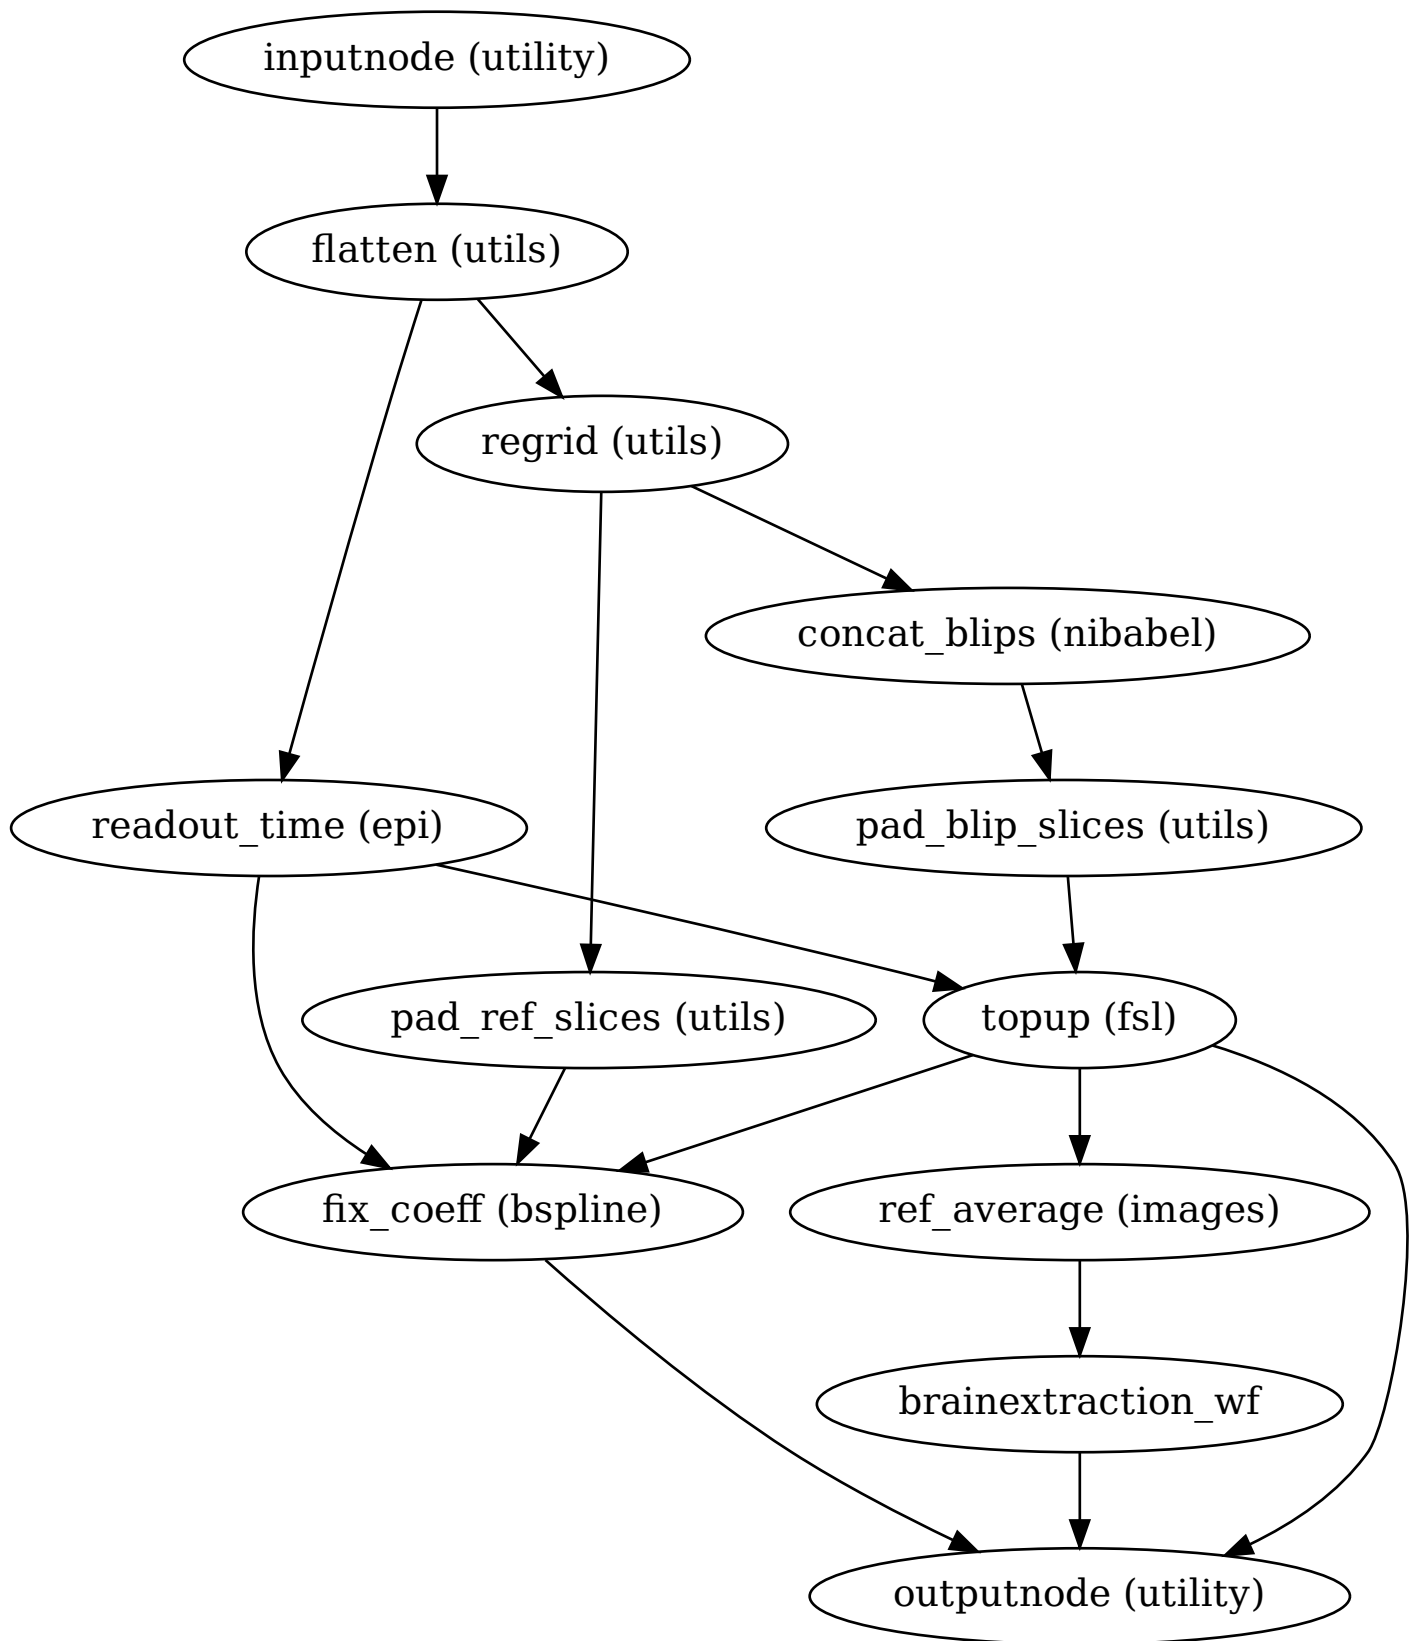 inputnode (utility)
flatten (utils)
regrid (utils)
concat_blips (nibabel)
readout_time (epi)
pad_blip_slices (utils)
pad_ref_slices (utils)
topup (fsl)
fix_coeff (bspline)
ref_average (images)
brainextraction_wf
outputnode (utility)